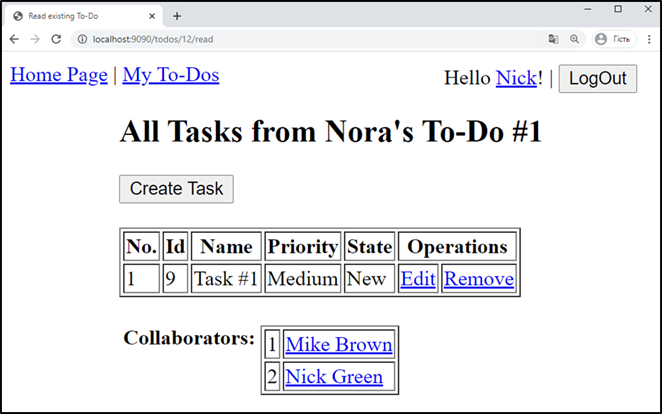 Read existing To-Do
localhost:9090/todos/12/read
Гість
Home Page | My To-Dos
Hello Nick! | LogOut
All Tasks from Nora's To-Do #1
Create Task
No. Id Name Priority State Operations
1 9 Task #1 Medium New Edit Remove
Collaborators: 1 Mike Brown
2 Nick Green